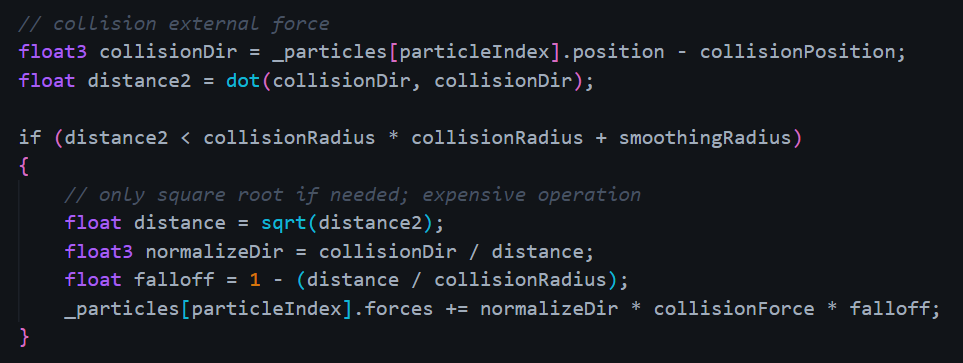 // collision external force
float3 collisionDir = _particles[particleIndex].position - collisionPosition;
float distance2 = dot(collisionDir, collisionDir);
if (distance2 < collisionRadius * collisionRadius + smoothingRadius)
{
// only square root if needed; expensive operation
float distance = sqrt(distance2);
float3 normalizeDir = collisionDir / distance;
float falloff = 1 - (distance / collisionRadius);
_particles[particleIndex].forces += normalizeDir * collisionForce * falloff;
}